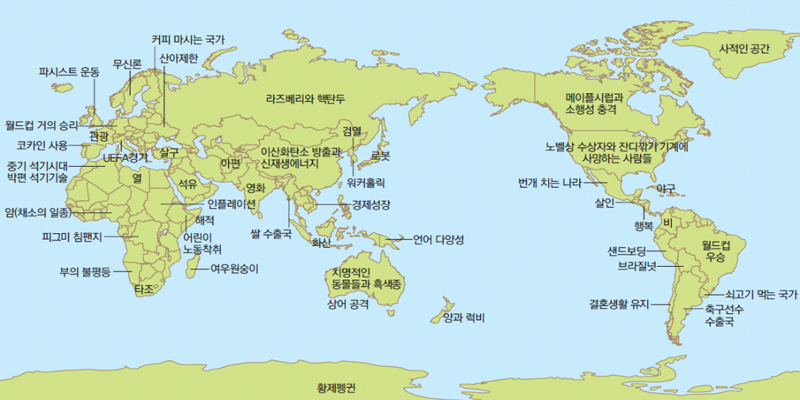 커피 마시는 국가
무신론
산아제한
파시스트 운동
사적인 공간
라즈베리와 핵탄두
메이플시럽과
소행성 충격
월드컵 거의 승리
관광
검열
노벨상 수상자와 잔디깎기 기계에
사망하는 사람들
코카인 사용
UEFA경기
살구
이산화탄소 방출과
신재생에너지
로봇
아편
중기 석기시대
박편 석기기술
열
석유
영화
워커홀릭
번개 치는 나라
야구
암(채소의 일종)
인플레이션
경제성장
살인
해적
행복
비
피그미 침팬지
어린이
노동착취
쌀 수출국
화산
언어 다양성
샌드보딩
월드컵
우승
브라질넛
부의 불평등
여우원숭이
치명적인
동물들과 흑색종
타조
상어 공격
양과 럭비
결혼생활 유지
쇠고기 먹는 국가
축구선수
수출국
황제펭귄